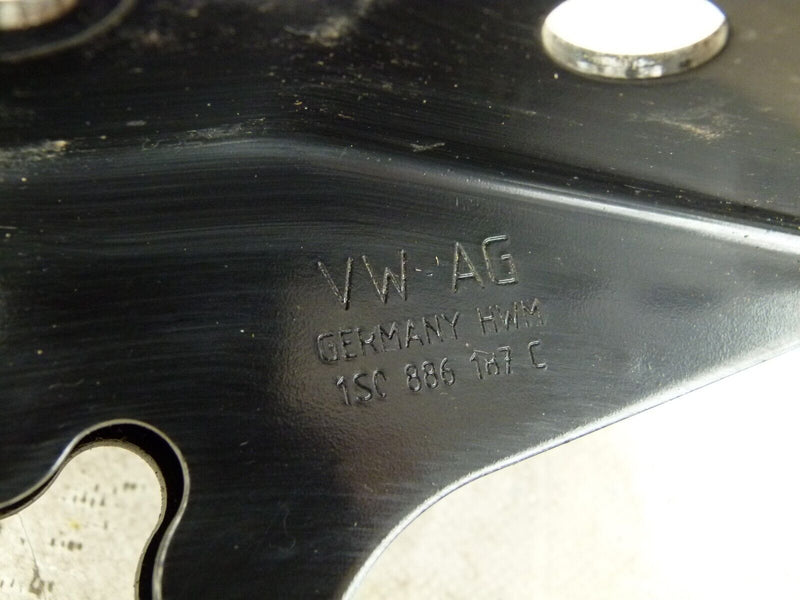 VW AG
GERMANY HWM
1S0 886 187 C